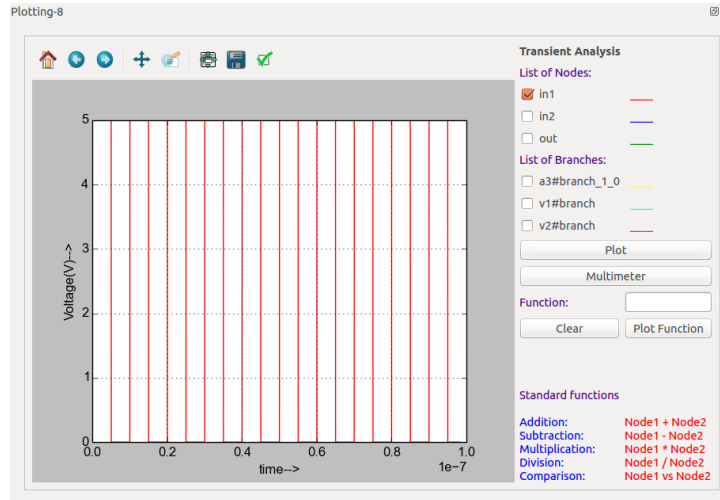 Plotting-8
Transient Analysis
List of Nodes:
in1
in2
out
List of Branches:
a3#branch_1_0
v1#branch
v2#branch
Plot
Multimeter
Function:
Clear Plot Function
Standard functions
Addition: Node1 + Node2
Subtraction: Node1 - Node2
Multiplication: Node1 * Node2
Division: Node1 / Node2
Comparison: Node1 vs Node2
5
4
3
2
1
0
Voltage(V)-->
0.0 0.2 0.4 0.6 0.8 1.0
time--> 1e−7